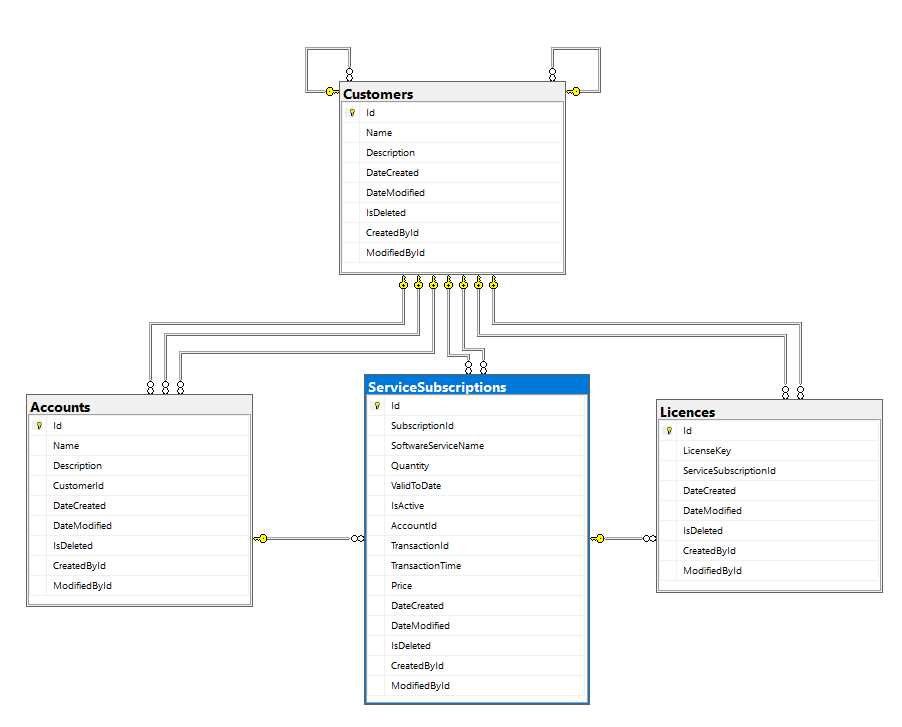 Customers
Id
Name
Description
DateCreated
DateModified
IsDeleted
CreatedById
ModifiedById
Accounts
Id
Name
Description
CustomerId
DateCreated
DateModified
IsDeleted
CreatedById
ModifiedById
ServiceSubscriptions
Id
SubscriptionId
SoftwareServiceName
Quantity
ValidToDate
IsActive
AccountId
TransactionId
TransactionTime
Price
DateCreated
DateModified
IsDeleted
CreatedById
ModifiedById
Licences
Id
LicenseKey
ServiceSubscriptionId
DateCreated
DateModified
IsDeleted
CreatedById
ModifiedById